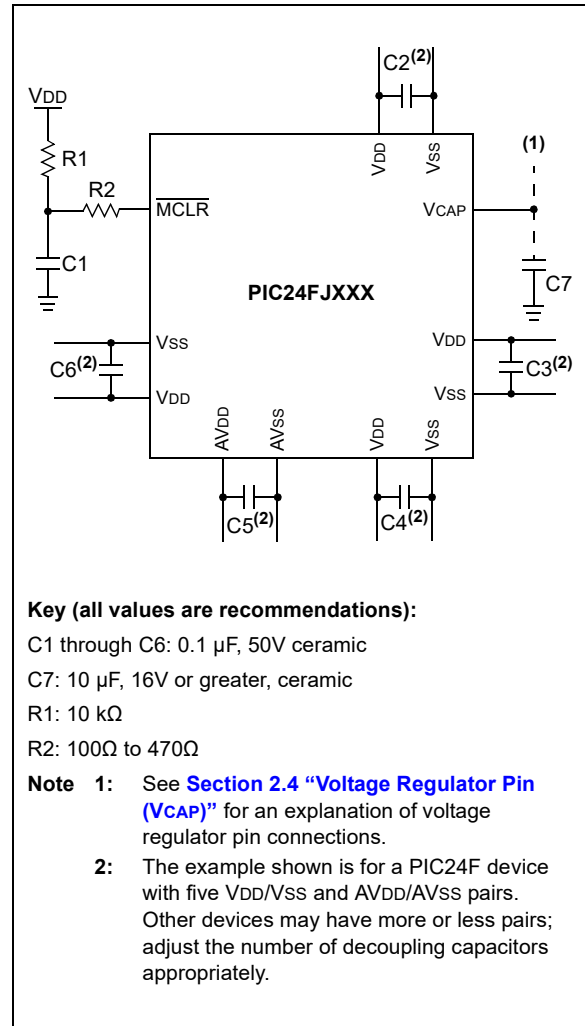 C2(2)
VDD
R1
R2
C1
MCLR
VDD
VSS
(1)
VCAP
C7
PIC24FJXXX
VSS
C6(2)
VDD
VDD
C3(2)
VSS
AVDD
AVSS
VDD
VSS
C5(2)
C4(2)
Key (all values are recommendations):
C1 through C6: 0.1 µF, 50V ceramic
C7: 10 µF, 16V or greater, ceramic
R1: 10 kΩ
R2: 100Ω to 470Ω
Note 1: See Section 2.4 “Voltage Regulator Pin
(VCAP)” for an explanation of voltage
regulator pin connections.
2: The example shown is for a PIC24F device
with five VDD/VSS and AVDD/AVSS pairs.
Other devices may have more or less pairs;
adjust the number of decoupling capacitors
appropriately.